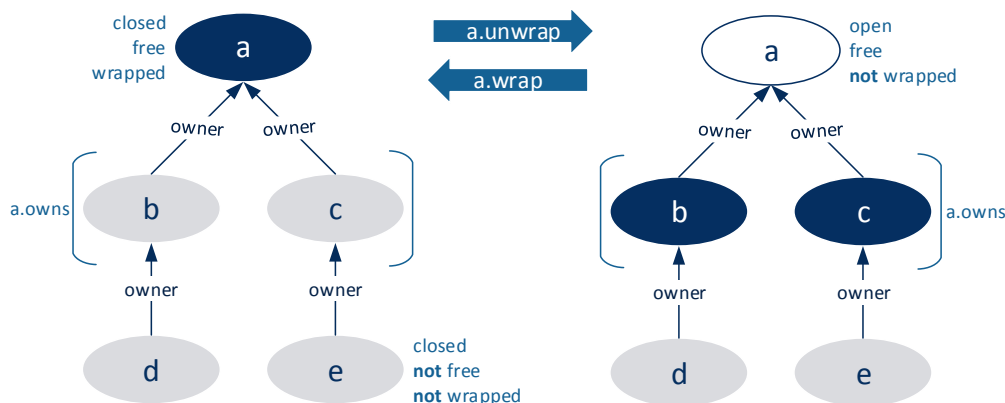 closed
free
wrapped
a
a.unwrap
a.wrap
a
open
free
not wrapped
owner
owner
owner
owner
a.owns
b
c
b
c
a.owns
owner
owner
owner
owner
d
e
closed
not free
not wrapped
d
e